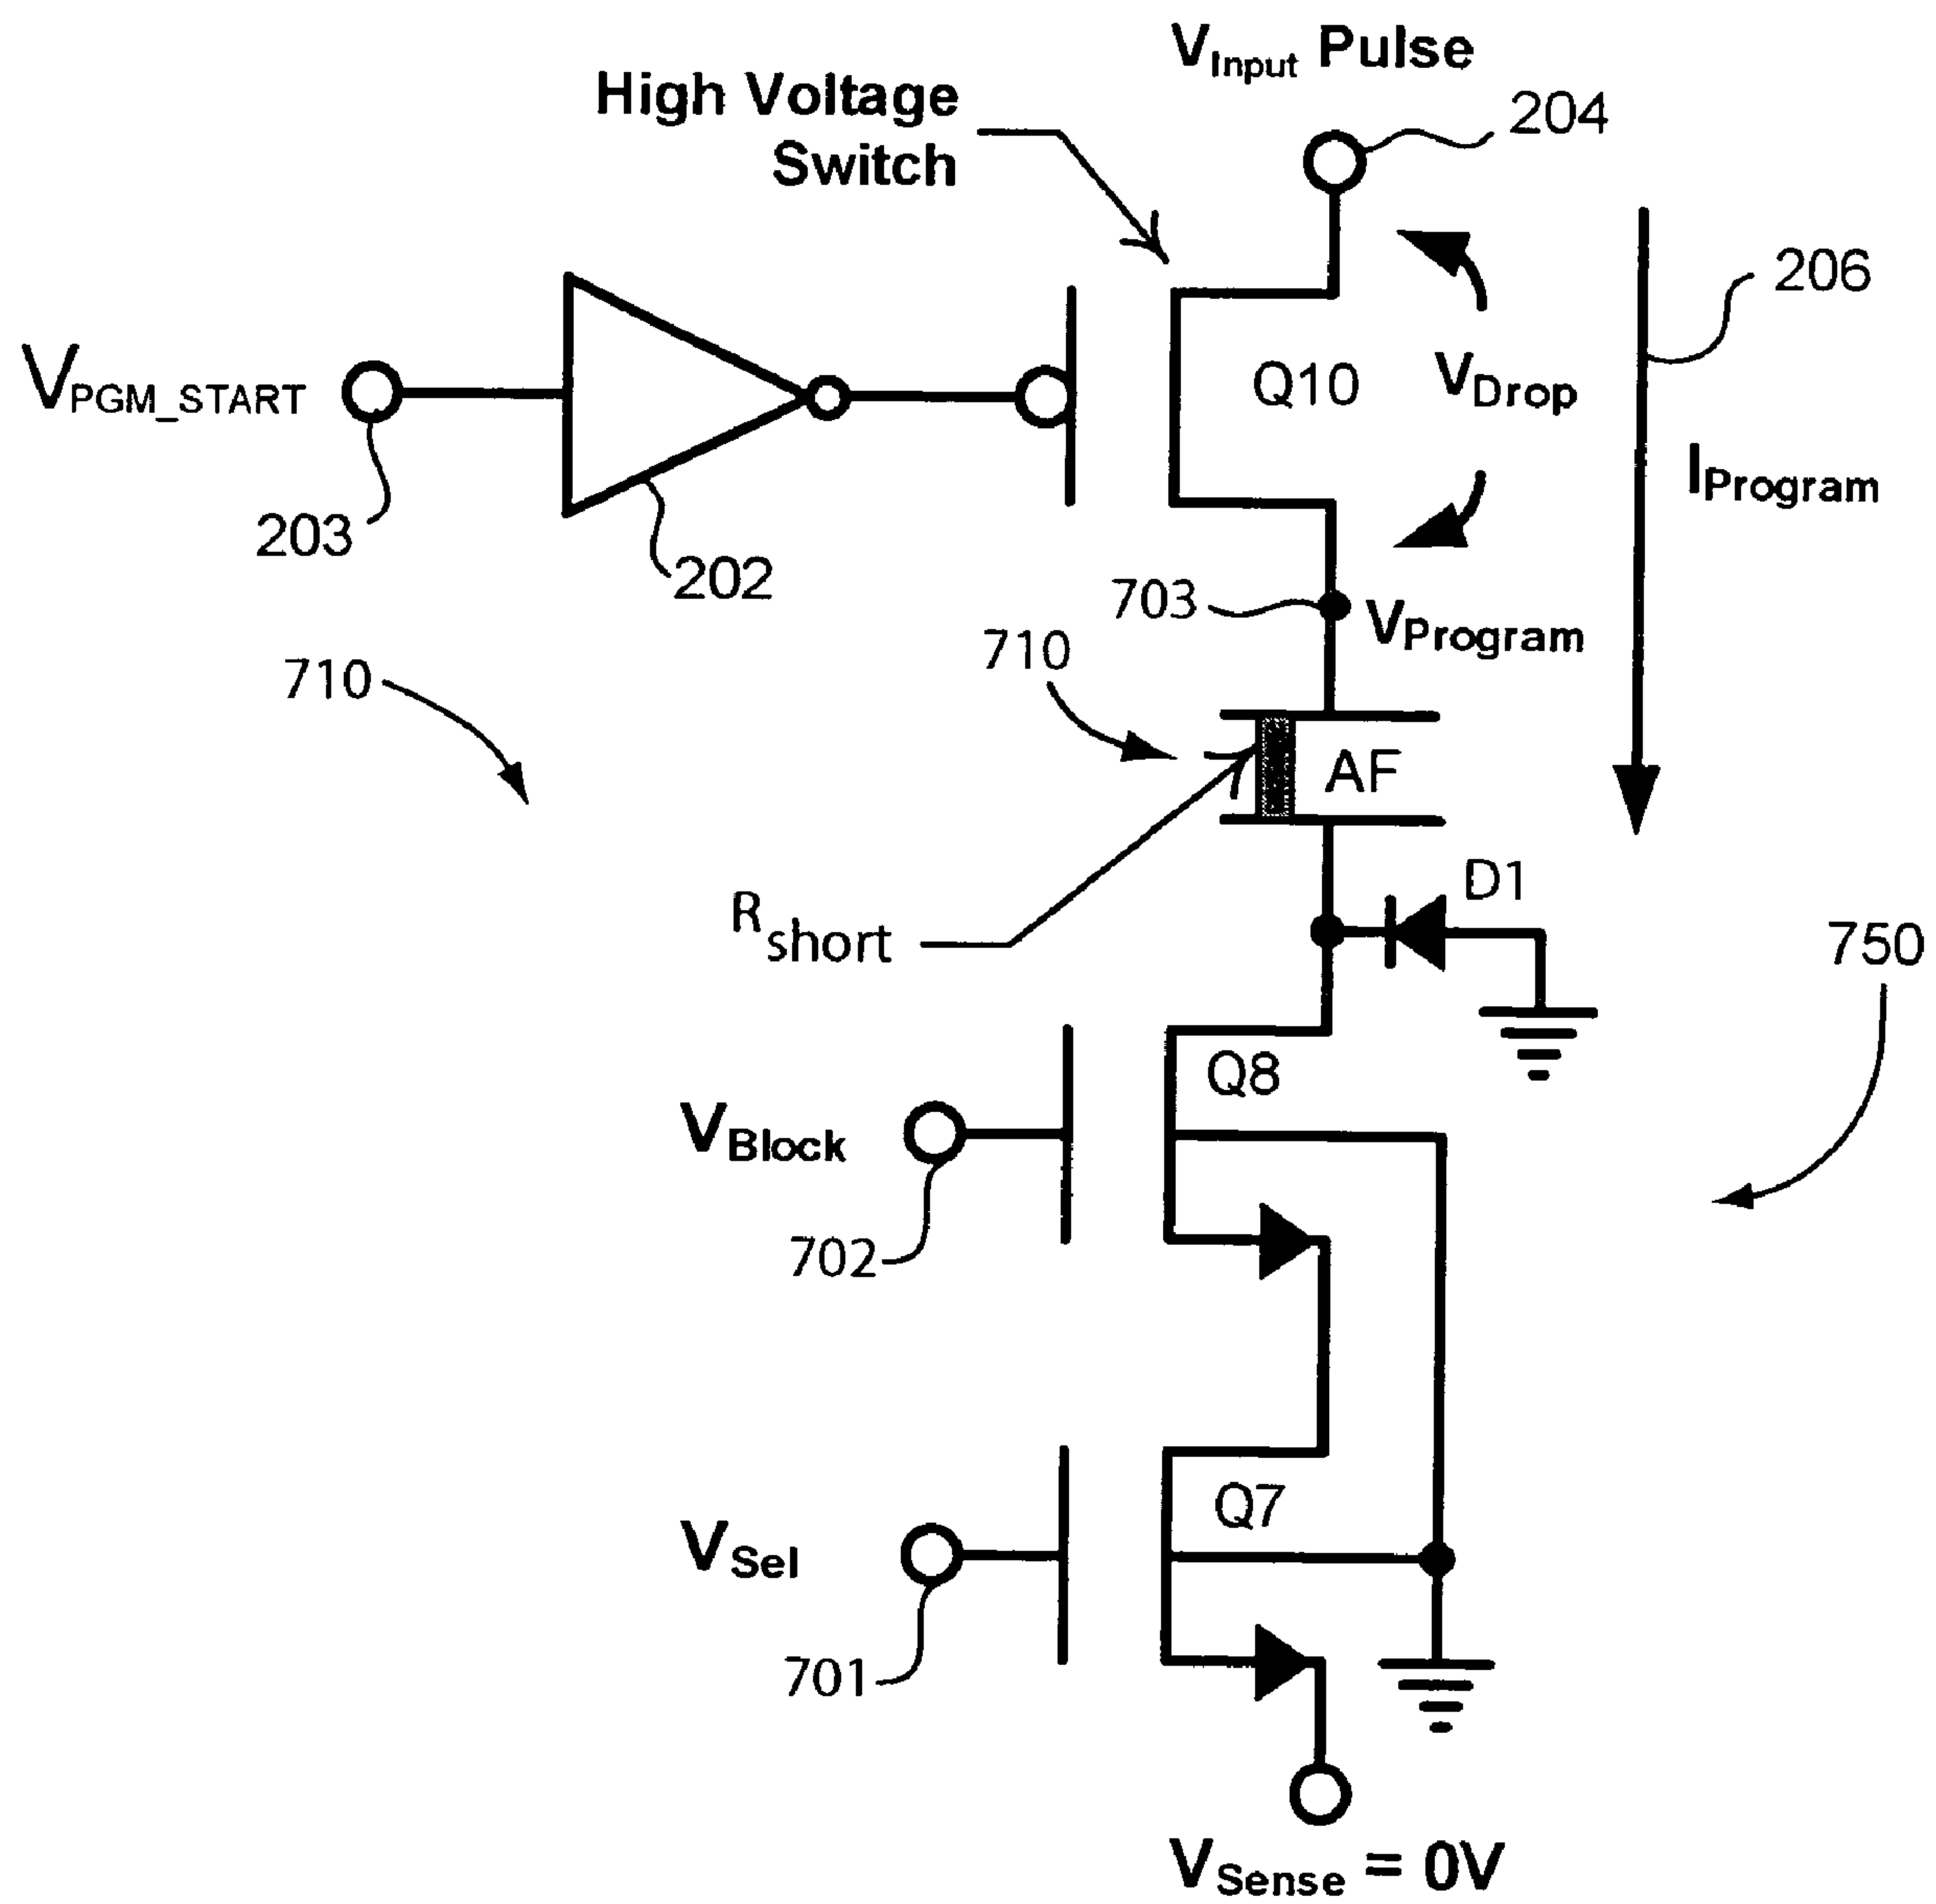 V_Input Pulse
High Voltage
Switch
204
206
V_PGM_START
Q10
V_Drop
I_Program
203
202
703
V_Program
710
710
AF
D1
R_short
750
Q8
V_Block
702
Q7
V_Sel
701
V_Sense = 0V